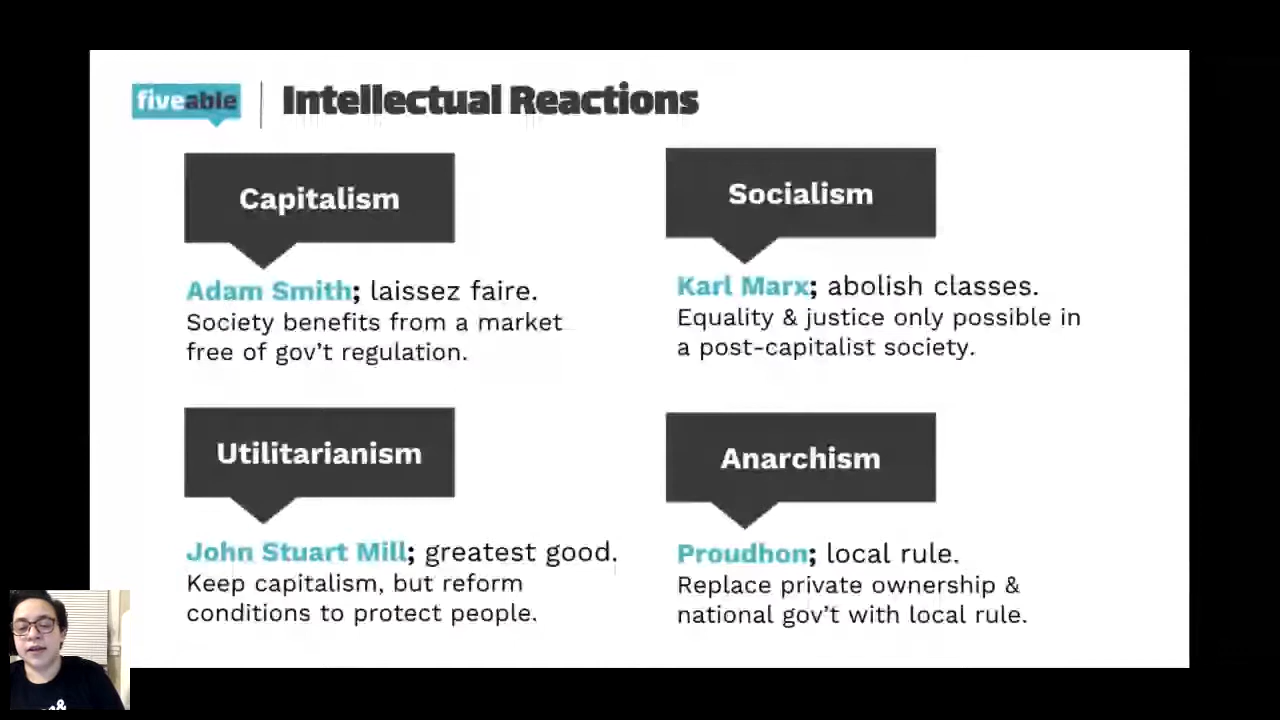 fiveable
Intellectual Reactions
Capitalism
Adam Smith; laissez faire.
Society benefits from a market
free of gov't regulation.
Socialism
Karl Marx; abolish classes.
Equality & justice only possible in
a post-capitalist society.
Utilitarianism
John Stuart Mill; greatest good.
Keep capitalism, but reform
conditions to protect people.
Anarchism
Proudhon; local rule.
Replace private ownership &
national gov't with local rule.